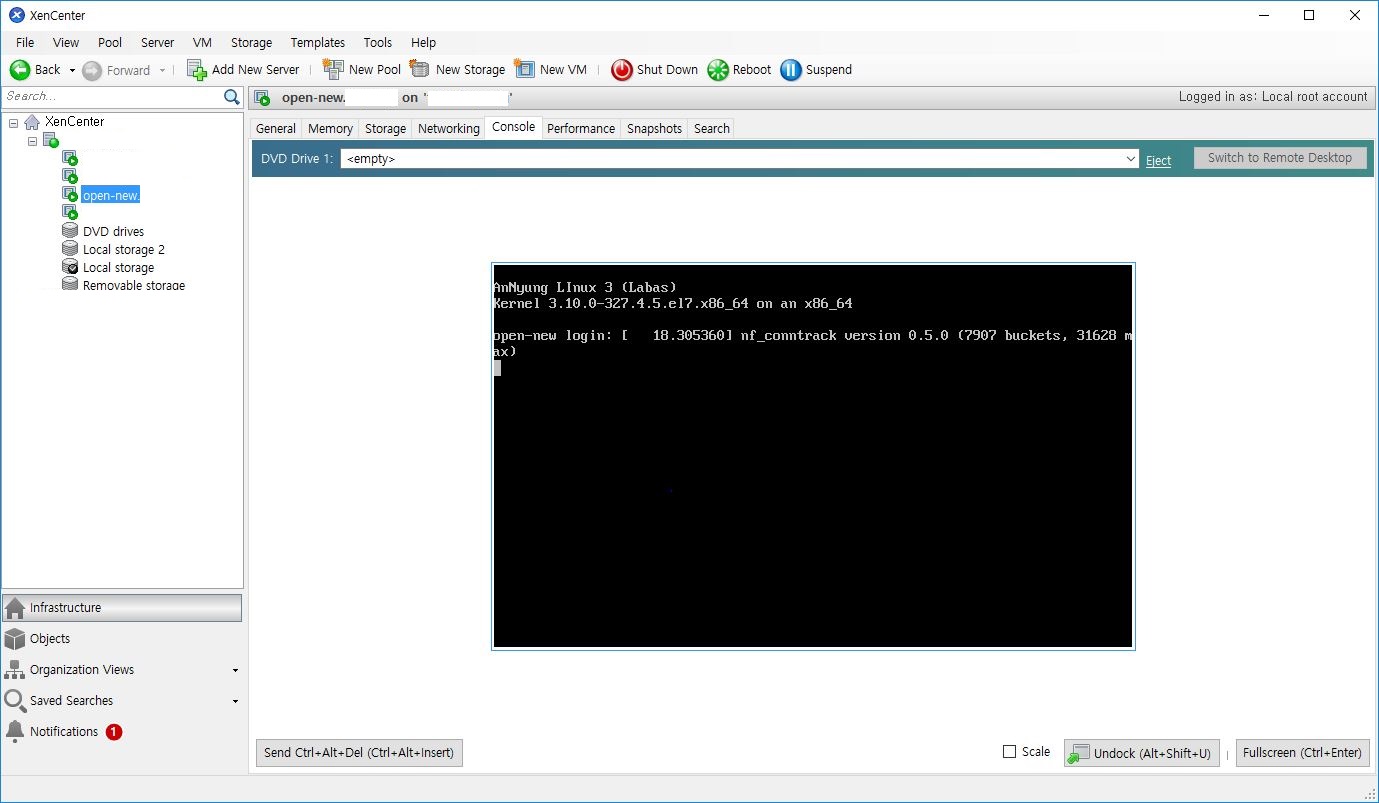 XenCenter
File View Pool Server VM Storage Templates Tools Help
Back Forward Add New Server New Pool New Storage New VM Shut Down Reboot Suspend
Search...
open-new. on ' '
Logged in as: Local root account
XenCenter
open-new.
DVD drives
Local storage 2
Local storage
Removable storage
General Memory Storage Networking Console Performance Snapshots Search
DVD Drive 1: <empty> Eject Switch to Remote Desktop
AnNyung LInux 3 (Labas)
Kernel 3.10.0-327.4.5.el7.x86_64 on an x86_64
open-new login: [   18.305360] nf_conntrack version 0.5.0 (7907 buckets, 31628 m
ax)
Infrastructure
Objects
Organization Views
Saved Searches
Notifications 1
Send Ctrl+Alt+Del (Ctrl+Alt+Insert) Scale Undock (Alt+Shift+U) Fullscreen (Ctrl+Enter)